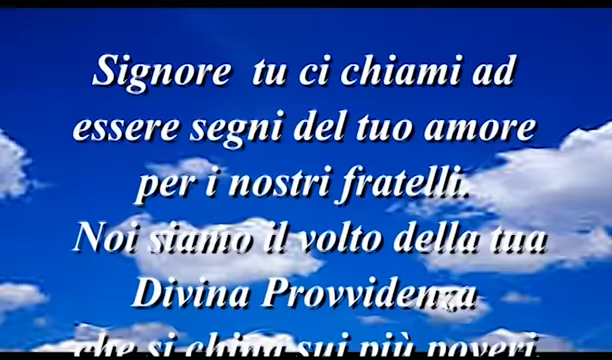 Signore tu ci chiami ad
essere segni del tuo amore
per i nostri fratelli.
Noi siamo il volto della tua
Divina Provvidenza
che si china sui più poveri